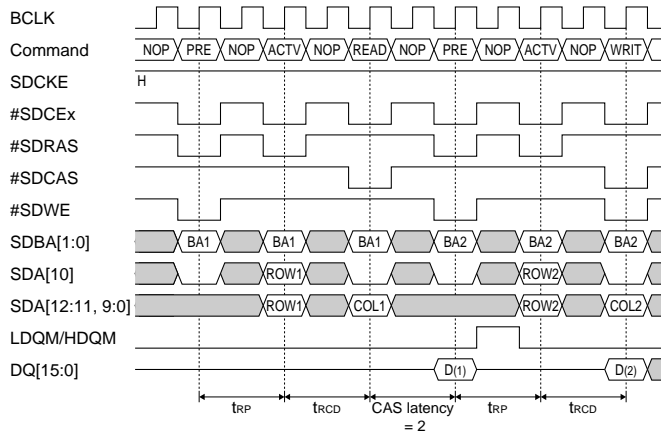 BCLK
Command NOP PRE NOP ACTV NOP READ NOP PRE NOP ACTV NOP WRIT
SDCKE H
#SDCEx
#SDRAS
#SDCAS
#SDWE
SDBA[1:0] BA1 BA1 BA1 BA2 BA2 BA2
SDA[10] ROW1 ROW2
SDA[12:11, 9:0] ROW1 COL1 ROW2 COL2
LDQM/HDQM
DQ[15:0] D(1) D(2)
tRP tRCD CAS latency tRP tRCD
= 2